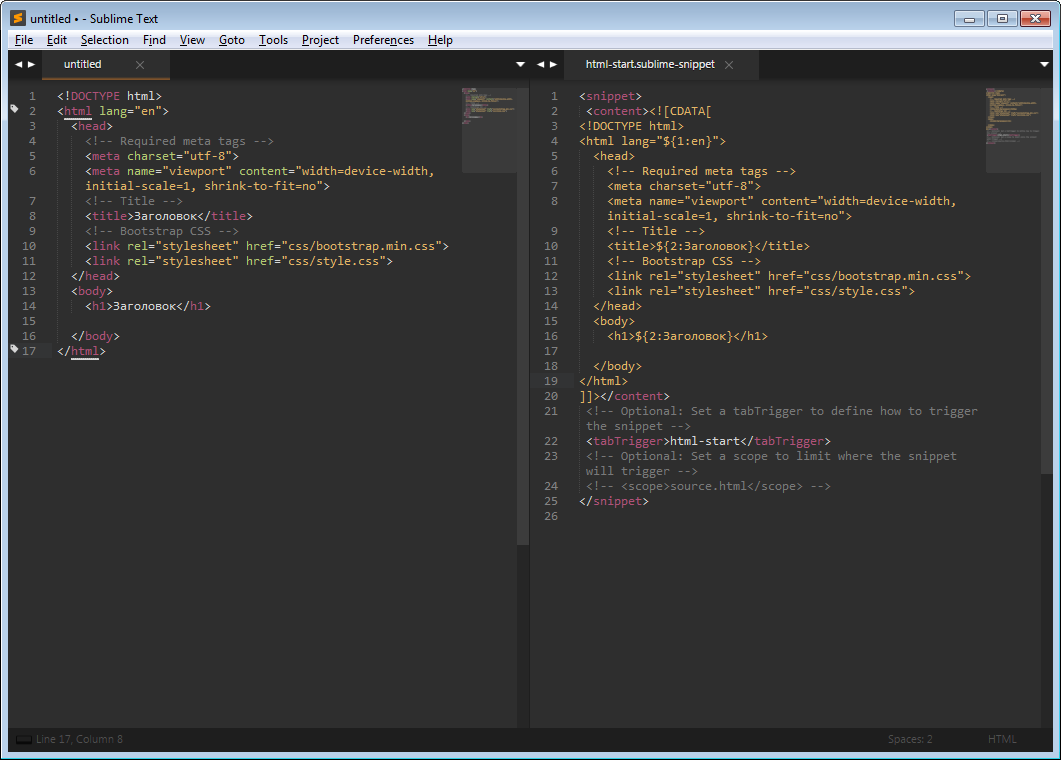 untitled • - Sublime Text
File Edit Selection Find View Goto Tools Project Preferences Help
untitled
1 <!DOCTYPE html>
2 <html lang="en">
3 <head>
4 <!-- Required meta tags -->
5 <meta charset="utf-8">
6 <meta name="viewport" content="width=device-width,
initial-scale=1, shrink-to-fit=no">
7 <!-- Title -->
8 <title>Заголовок</title>
9 <!-- Bootstrap CSS -->
10 <link rel="stylesheet" href="css/bootstrap.min.css">
11 <link rel="stylesheet" href="css/style.css">
12 </head>
13 <body>
14 <h1>Заголовок</h1>
15
16 </body>
17 </html>
html-start.sublime-snippet
1 <snippet>
2 <content><![CDATA[
3 <!DOCTYPE html>
4 <html lang="${1:en}">
5 <head>
6 <!-- Required meta tags -->
7 <meta charset="utf-8">
8 <meta name="viewport" content="width=device-width,
initial-scale=1, shrink-to-fit=no">
9 <!-- Title -->
10 <title>${2:Заголовок}</title>
11 <!-- Bootstrap CSS -->
12 <link rel="stylesheet" href="css/bootstrap.min.css">
13 <link rel="stylesheet" href="css/style.css">
14 </head>
15 <body>
16 <h1>${2:Заголовок}</h1>
17
18 </body>
19 </html>
20 ]]></content>
21 <!-- Optional: Set a tabTrigger to define how to trigger
the snippet -->
22 <tabTrigger>html-start</tabTrigger>
23 <!-- Optional: Set a scope to limit where the snippet
will trigger -->
24 <!-- <scope>source.html</scope> -->
25 </snippet>
26
Line 17, Column 8
Spaces: 2
HTML